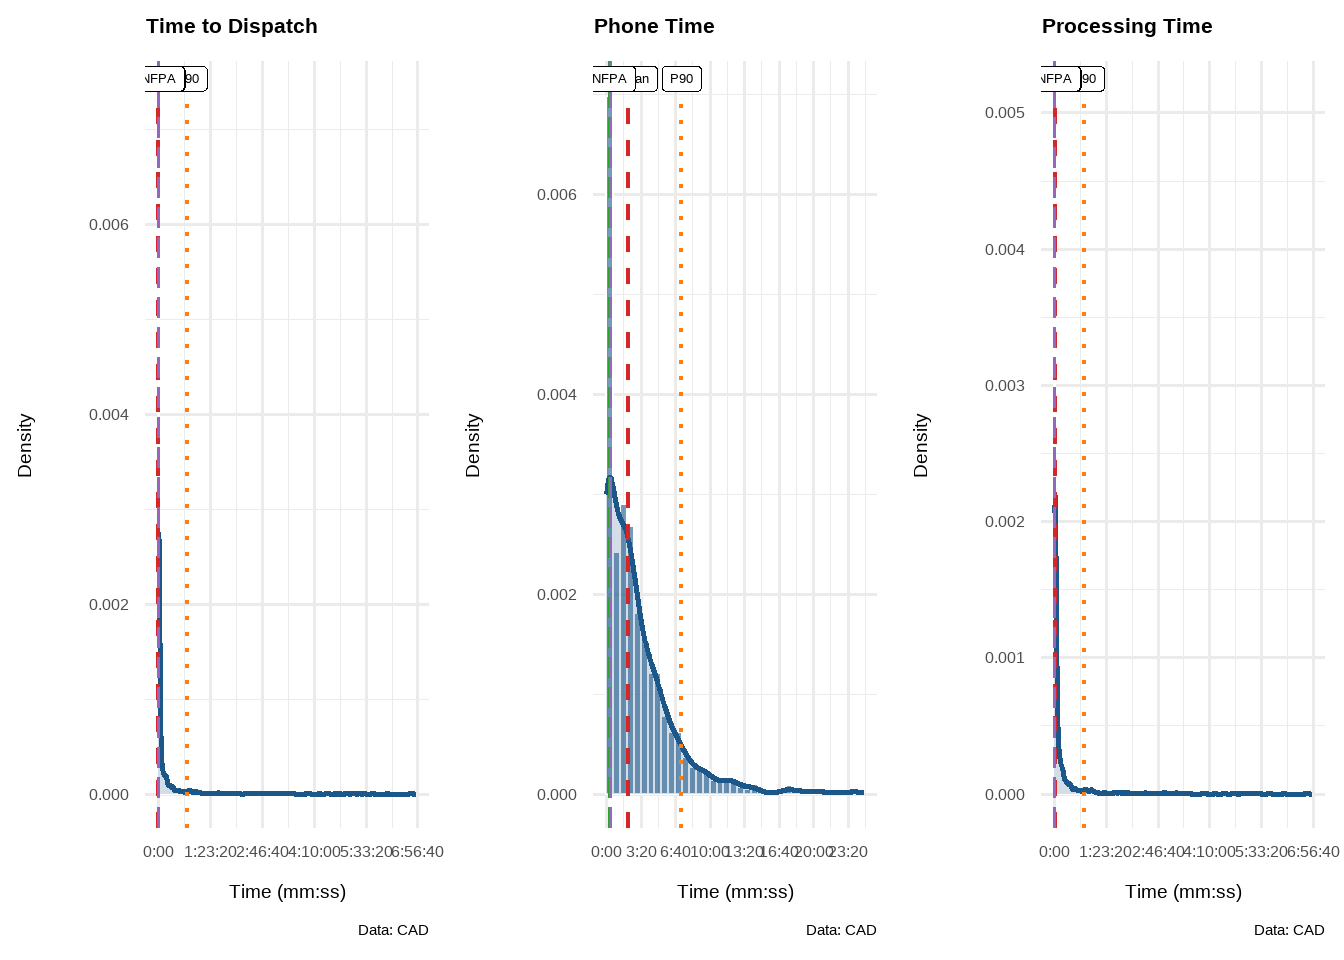 Time to Dispatch
NFPA 90
0.006
0.004
0.002
0.000
Density
0:00 1:23:20 2:46:40 4:10:00 5:33:20 6:56:40
Time (mm:ss)
Data: CAD
Phone Time
NFPA an P90
0.006
0.004
0.002
0.000
Density
0:00 3:20 6:40 10:00 13:20 16:40 20:00 23:20
Time (mm:ss)
Data: CAD
Processing Time
NFPA 90
0.005
0.004
0.003
0.002
0.001
0.000
Density
0:00 1:23:20 2:46:40 4:10:00 5:33:20 6:56:40
Time (mm:ss)
Data: CAD